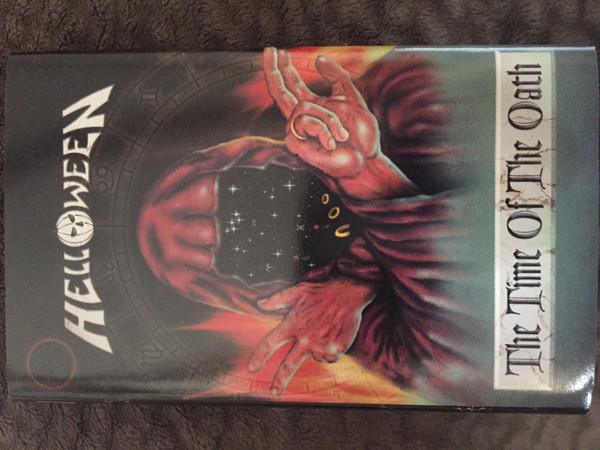 HELLOWEEN
The Time Of The Oath